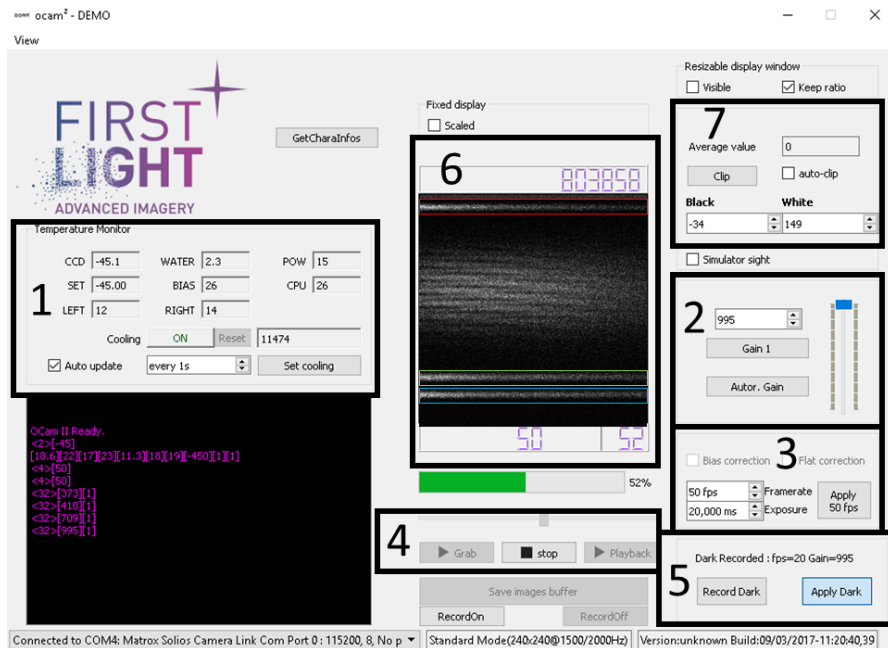 ocam² - DEMO
View
FIRST
LIGHT
ADVANCED IMAGERY
GetCharaInfos
Temperature Monitor
1
CCD -45.1 WATER 2.3 POW 15
SET -45.00 BIAS 26 CPU 26
LEFT 12 RIGHT 14
Cooling ON Reset 11474
Auto update every 1s Set cooling
OCam II Ready.
<2>[-45]
[18.6][22][17][23][11.3][18][19][-450][1][1]
<4>[50]
<4>[50]
<32>[373][1]
<32>[410][1]
<32>[709][1]
<32>[995][1]
Fixed display
Scaled
6
803858
50 52
52%
4
Grab stop Playback
Save images buffer
RecordOn RecordOff
Resizable display window
Visible Keep ratio
7
Average value 0
Clip auto-clip
Black White
-34 149
Simulator sight
2
995
Gain 1
Autor. Gain
3
Bias correction Flat correction
50 fps Framerate Apply
20,000 ms Exposure 50 fps
5
Dark Recorded : fps=20 Gain=995
Record Dark Apply Dark
Connected to COM4: Matrox Solios Camera Link Com Port 0 : 115200, 8, No p Standard Mode(240x240@1500/2000Hz) Version:unknown Build:09/03/2017-11:20:40,39